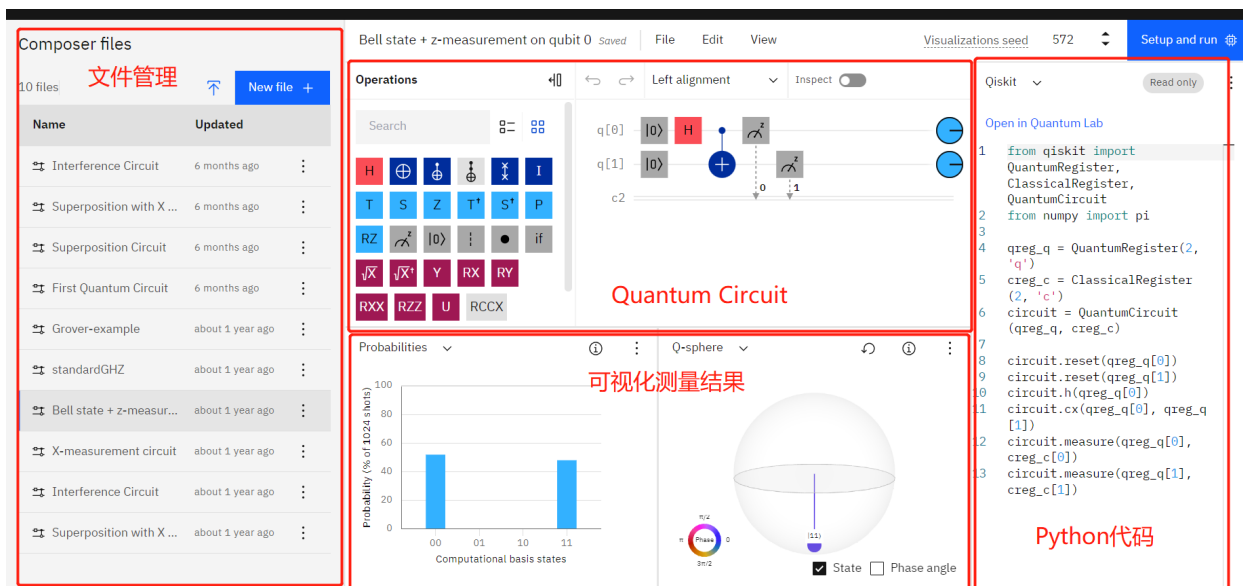 Composer files
文件管理
10 files
New file +
Name Updated
Interference Circuit 6 months ago
Superposition with X ... 6 months ago
Superposition Circuit 6 months ago
First Quantum Circuit 6 months ago
Grover-example about 1 year ago
standardGHZ about 1 year ago
Bell state + z-measur... about 1 year ago
X-measurement circuit about 1 year ago
Interference Circuit about 1 year ago
Superposition with X ... about 1 year ago
Bell state + z-measurement on qubit 0 Saved File Edit View Visualizations seed 572 Setup and run
Operations
Left alignment Inspect
Search
H I
T S Z T† S† P
RZ z |0⟩ if
√X √X† Y RX RY
RXX RZZ U RCCX
q[0] |0⟩ H z
q[1] |0⟩ + z
0 1
c2
Quantum Circuit
Probabilities
可视化测量结果
Probability (% of 1024 shots)
100
80
60
40
20
0
00 01 10 11
Computational basis states
Q-sphere
|11⟩
π/2
π Phase 0
3π/2
State Phase angle
Qiskit Read only
Open in Quantum Lab
1 from qiskit import
QuantumRegister,
ClassicalRegister,
QuantumCircuit
2 from numpy import pi
3
4 qreg_q = QuantumRegister(2,
'q')
5 creg_c = ClassicalRegister
(2, 'c')
6 circuit = QuantumCircuit
(qreg_q, creg_c)
7
8 circuit.reset(qreg_q[0])
9 circuit.reset(qreg_q[1])
10 circuit.h(qreg_q[0])
11 circuit.cx(qreg_q[0], qreg_q
[1])
12 circuit.measure(qreg_q[0],
creg_c[0])
13 circuit.measure(qreg_q[1],
creg_c[1])
Python代码